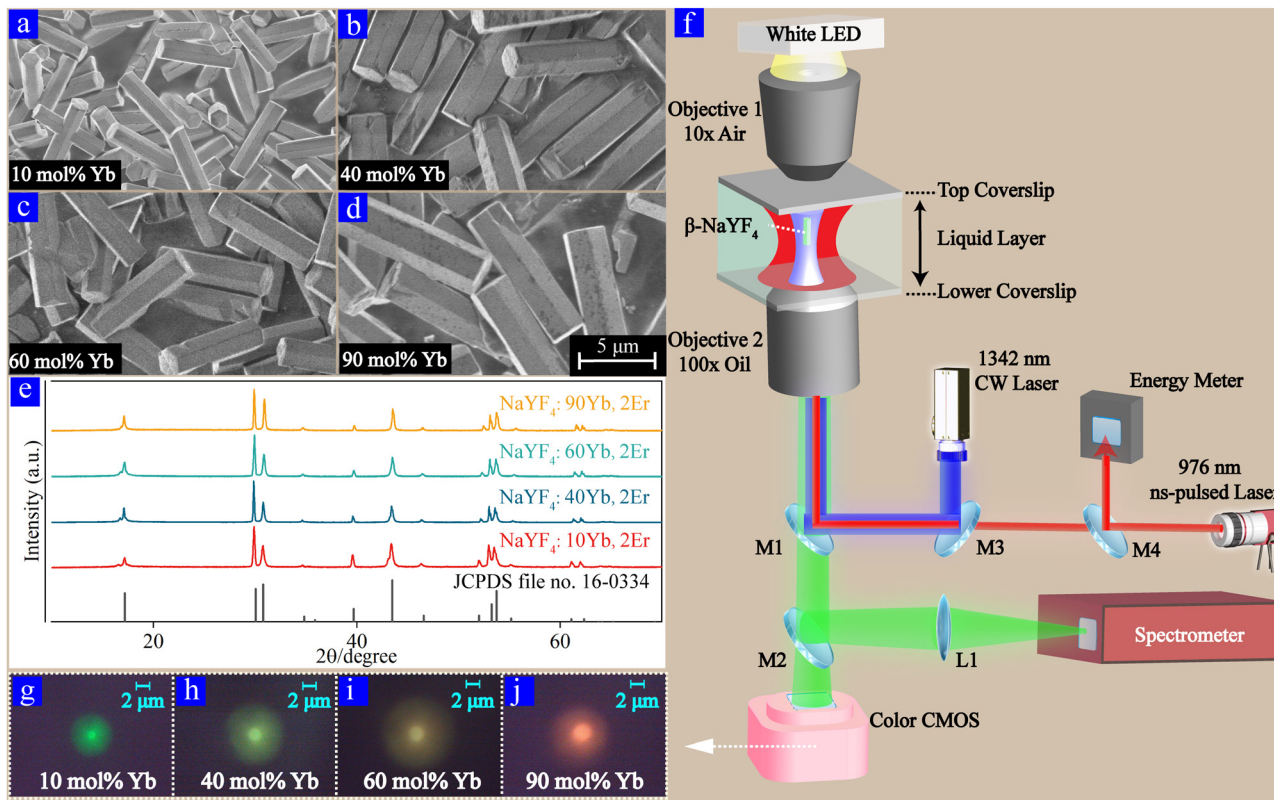 a
10 mol% Yb
b
40 mol% Yb
c
60 mol% Yb
d
90 mol% Yb
5 μm
e
Intensity (a.u.)
NaYF₄: 90Yb, 2Er
NaYF₄: 60Yb, 2Er
NaYF₄: 40Yb, 2Er
NaYF₄: 10Yb, 2Er
JCPDS file no. 16-0334
20
40
60
2θ/degree
f
White LED
Objective 1
10x Air
Top Coverslip
β-NaYF₄
Liquid Layer
Lower Coverslip
Objective 2
100x Oil
1342 nm
CW Laser
Energy Meter
976 nm
ns-pulsed Laser
M1
M3
M4
M2
L1
Spectrometer
Color CMOS
g
2 μm
10 mol% Yb
h
2 μm
40 mol% Yb
i
2 μm
60 mol% Yb
j
2 μm
90 mol% Yb